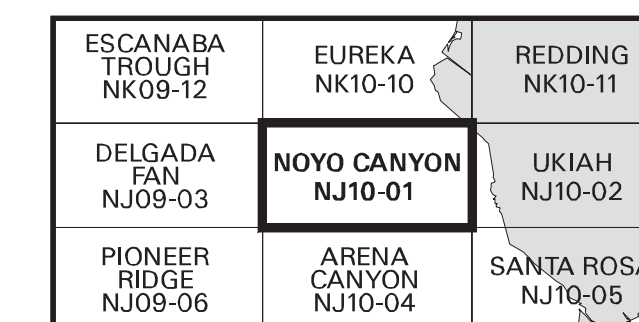 ESCANABA
TROUGH
NK09-12
EUREKA
NK10-10
REDDING
NK10-11
DELGADA
FAN
NJ09-03
NOYO CANYON
NJ10-01
UKIAH
NJ10-02
PIONEER
RIDGE
NJ09-06
ARENA
CANYON
NJ10-04
SANTA ROSA
NJ10-05